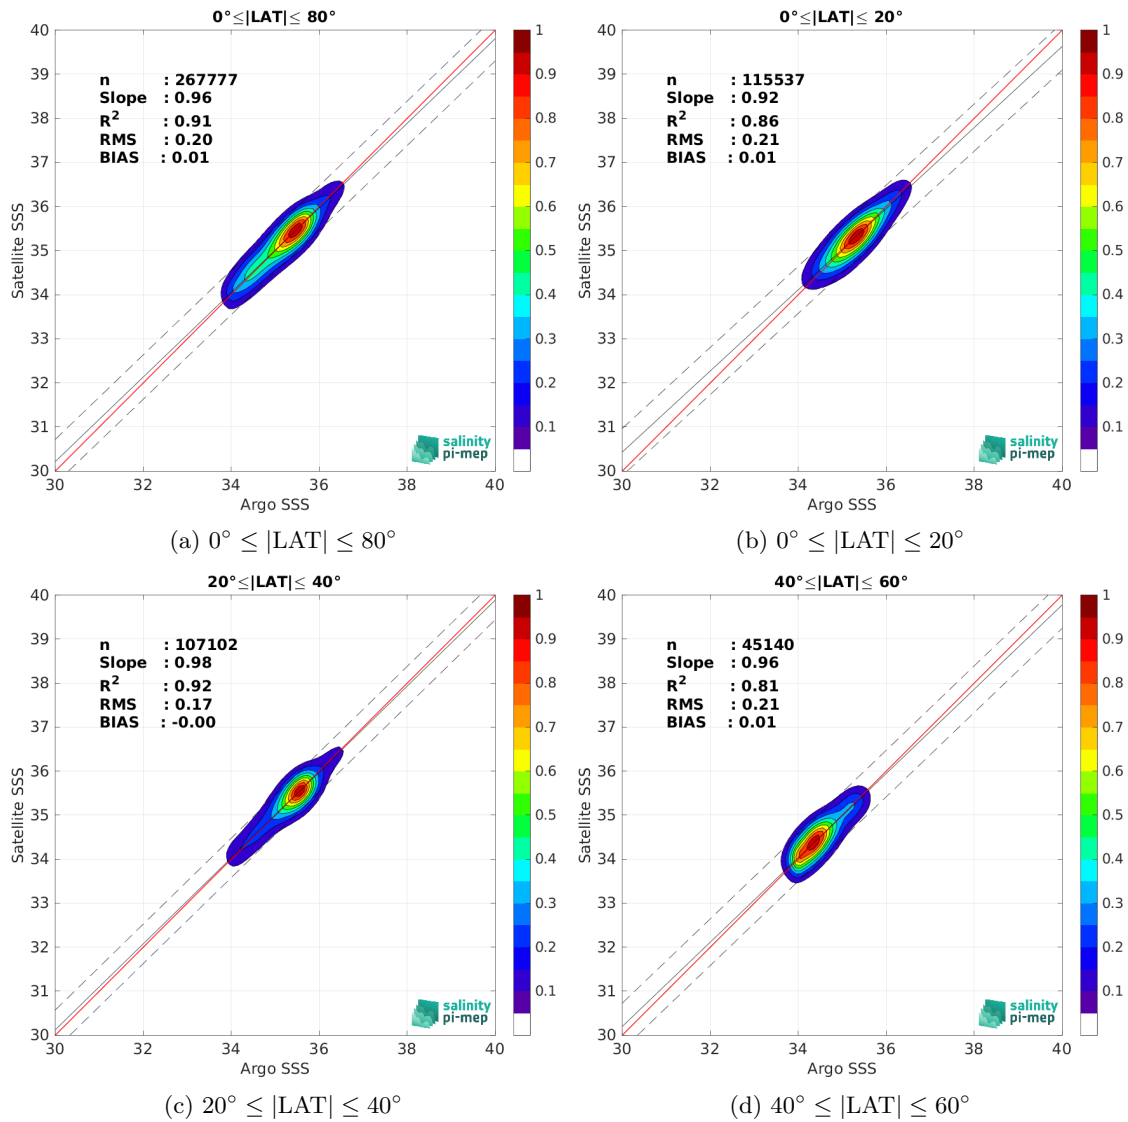 0°≤|LAT|≤ 80°
40
39
38
37
36
35
34
33
32
31
30
Satellite SSS
n : 267777
Slope : 0.96
R² : 0.91
RMS : 0.20
BIAS : 0.01
salinity
pi-mep
30 32 34 36 38 40
Argo SSS
1
0.9
0.8
0.7
0.6
0.5
0.4
0.3
0.2
0.1
(a) 0° ≤ |LAT| ≤ 80°
0°≤|LAT|≤ 20°
40
39
38
37
36
35
34
33
32
31
30
Satellite SSS
n : 115537
Slope : 0.92
R² : 0.86
RMS : 0.21
BIAS : 0.01
salinity
pi-mep
30 32 34 36 38 40
Argo SSS
1
0.9
0.8
0.7
0.6
0.5
0.4
0.3
0.2
0.1
(b) 0° ≤ |LAT| ≤ 20°
20°≤|LAT|≤ 40°
40
39
38
37
36
35
34
33
32
31
30
Satellite SSS
n : 107102
Slope : 0.98
R² : 0.92
RMS : 0.17
BIAS : -0.00
salinity
pi-mep
30 32 34 36 38 40
Argo SSS
1
0.9
0.8
0.7
0.6
0.5
0.4
0.3
0.2
0.1
(c) 20° ≤ |LAT| ≤ 40°
40°≤|LAT|≤ 60°
40
39
38
37
36
35
34
33
32
31
30
Satellite SSS
n : 45140
Slope : 0.96
R² : 0.81
RMS : 0.21
BIAS : 0.01
salinity
pi-mep
30 32 34 36 38 40
Argo SSS
1
0.9
0.8
0.7
0.6
0.5
0.4
0.3
0.2
0.1
(d) 40° ≤ |LAT| ≤ 60°